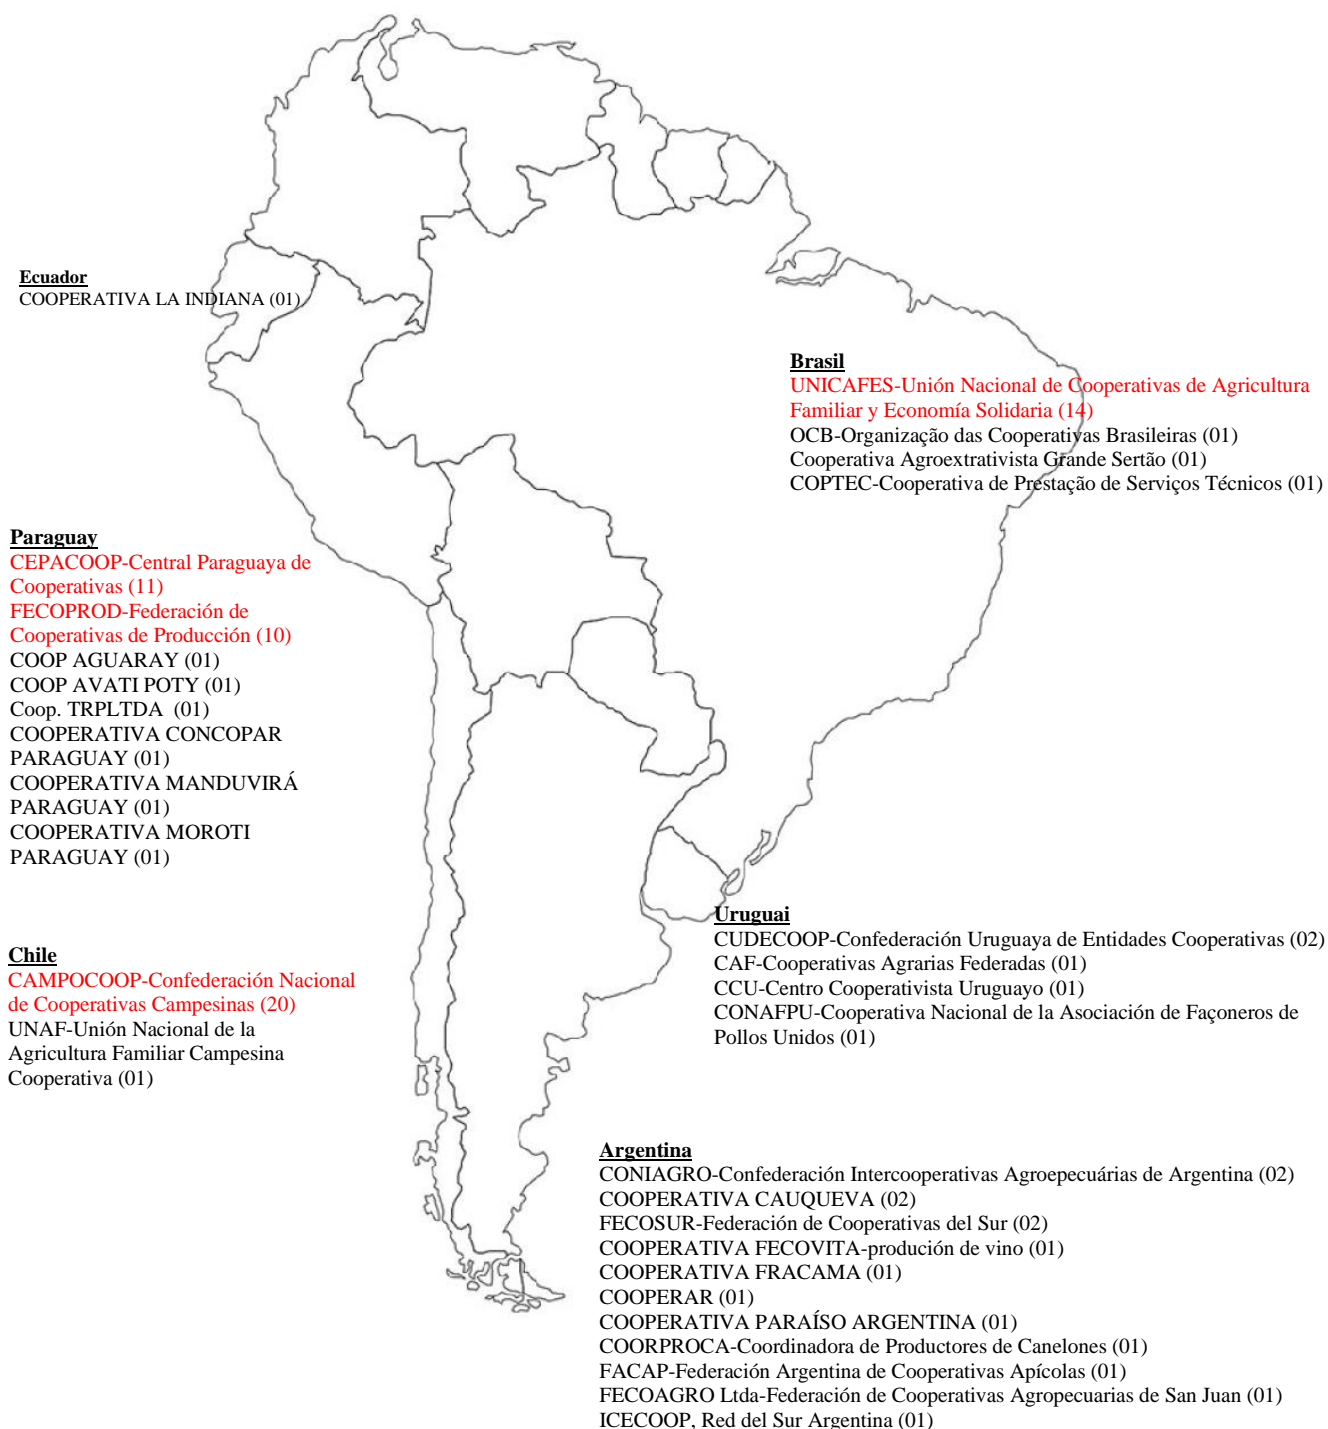 Ecuador
COOPERATIVA LA INDIANA (01)
Brasil
UNICAFES-Unión Nacional de Cooperativas de Agricultura
Familiar y Economía Solidaria (14)
OCB-Organização das Cooperativas Brasileiras (01)
Cooperativa Agroextrativista Grande Sertão (01)
COPTEC-Cooperativa de Prestação de Serviços Técnicos (01)
Paraguay
CEPACOOP-Central Paraguaya de
Cooperativas (11)
FECOPROD-Federación de
Cooperativas de Producción (10)
COOP AGUARAY (01)
COOP AVATI POTY (01)
Coop. TRPLTDA (01)
COOPERATIVA CONCOPAR
PARAGUAY (01)
COOPERATIVA MANDUVIRÁ
PARAGUAY (01)
COOPERATIVA MOROTI
PARAGUAY (01)
Uruguai
CUDECOOP-Confederación Uruguaya de Entidades Cooperativas (02)
CAF-Cooperativas Agrarias Federadas (01)
CCU-Centro Cooperativista Uruguayo (01)
CONAFPU-Cooperativa Nacional de la Asociación de Façoneros de
Pollos Unidos (01)
Chile
CAMPOCOOP-Confederación Nacional
de Cooperativas Campesinas (20)
UNAF-Unión Nacional de la
Agricultura Familiar Campesina
Cooperativa (01)
Argentina
CONIAGRO-Confederación Intercooperativas Agroepecuárias de Argentina (02)
COOPERATIVA CAUQUEVA (02)
FECOSUR-Federación de Cooperativas del Sur (02)
COOPERATIVA FECOVITA-produción de vino (01)
COOPERATIVA FRACAMA (01)
COOPERAR (01)
COOPERATIVA PARAÍSO ARGENTINA (01)
COORPROCA-Coordinadora de Productores de Canelones (01)
FACAP-Federación Argentina de Cooperativas Apícolas (01)
FECOAGRO Ltda-Federación de Cooperativas Agropecuarias de San Juan (01)
ICECOOP, Red del Sur Argentina (01)